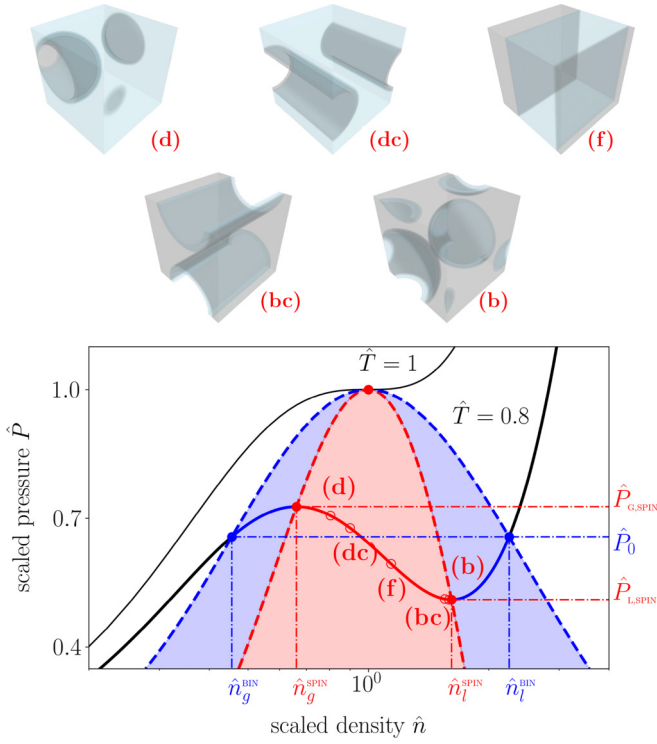 (d)
(dc)
(f)
(bc)
(b)
T̂ = 1
1.0
T̂ = 0.8
scaled pressure P̂
(d)
P̂_G,SPIN
0.7
P̂_0
(dc)
(b)
(f)
P̂_L,SPIN
(bc)
0.4
n̂_g^BIN n̂_g^SPIN 10^0 n̂_l^SPIN n̂_l^BIN
scaled density n̂